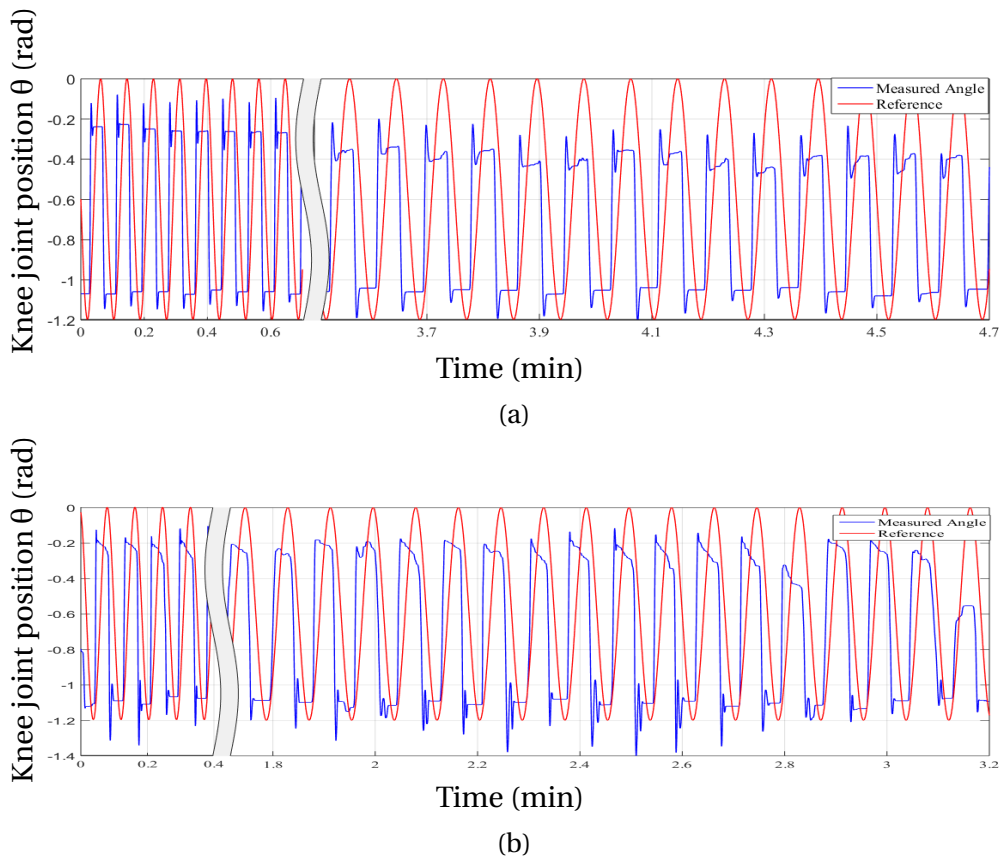 Knee joint position θ (rad)
0
-0.2
-0.4
-0.6
-0.8
-1
-1.2
Measured Angle
Reference
0 0.2 0.4 0.6 3.7 3.9 4.1 4.3 4.5 4.7
Time (min)
(a)
Knee joint position θ (rad)
0
-0.2
-0.4
-0.6
-0.8
-1
-1.2
-1.4
Measured Angle
Reference
0 0.2 0.4 1.8 2 2.2 2.4 2.6 2.8 3 3.2
Time (min)
(b)